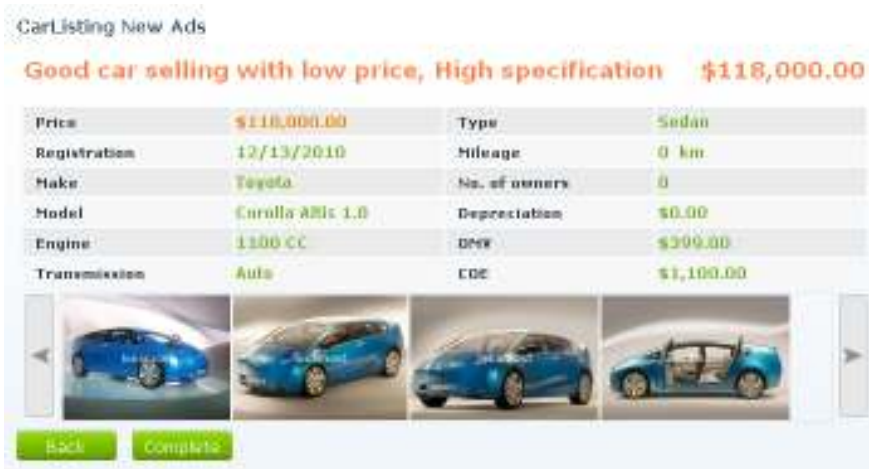 CarListing New Ads
Good car selling with low price, High specification $118,000.00
Price $118,000.00 Type Sedan
Registration 12/13/2010 Mileage 0 km
Make Toyota No. of owners 0
Model Corolla Altis 1.0 Depreciation $0.00
Engine 1100 CC OMV $399.00
Transmission Auto COE $1,100.00
Back Complete